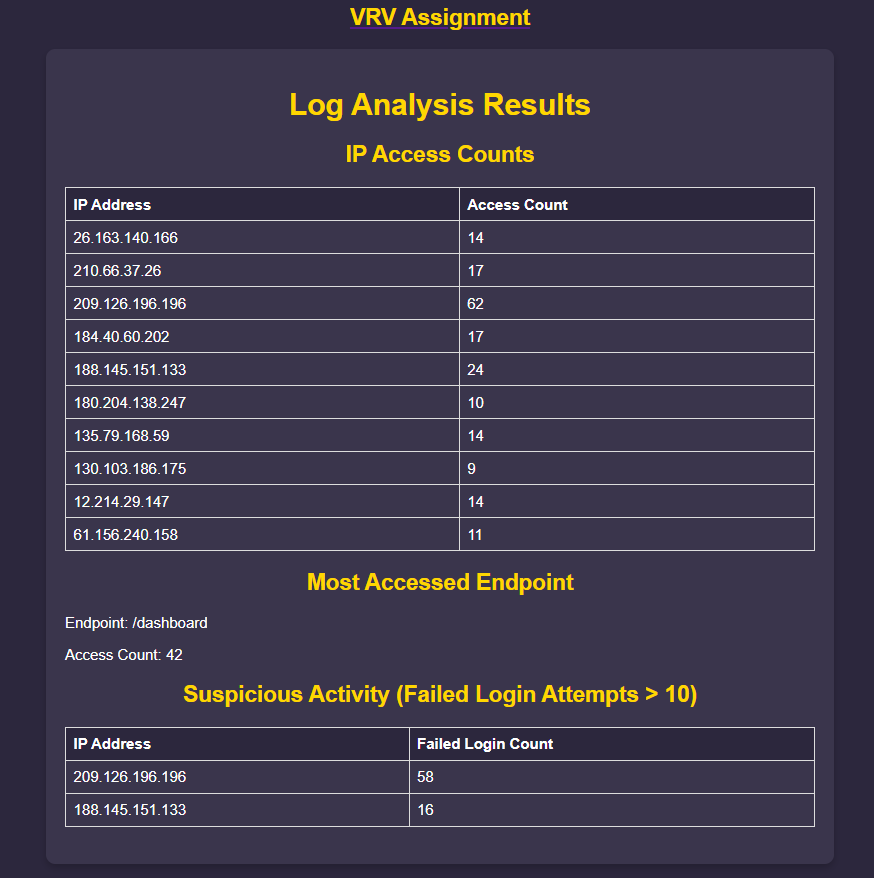 VRV Assignment
Log Analysis Results
IP Access Counts
IP Address Access Count
26.163.140.166 14
210.66.37.26 17
209.126.196.196 62
184.40.60.202 17
188.145.151.133 24
180.204.138.247 10
135.79.168.59 14
130.103.186.175 9
12.214.29.147 14
61.156.240.158 11
Most Accessed Endpoint
Endpoint: /dashboard
Access Count: 42
Suspicious Activity (Failed Login Attempts > 10)
IP Address Failed Login Count
209.126.196.196 58
188.145.151.133 16